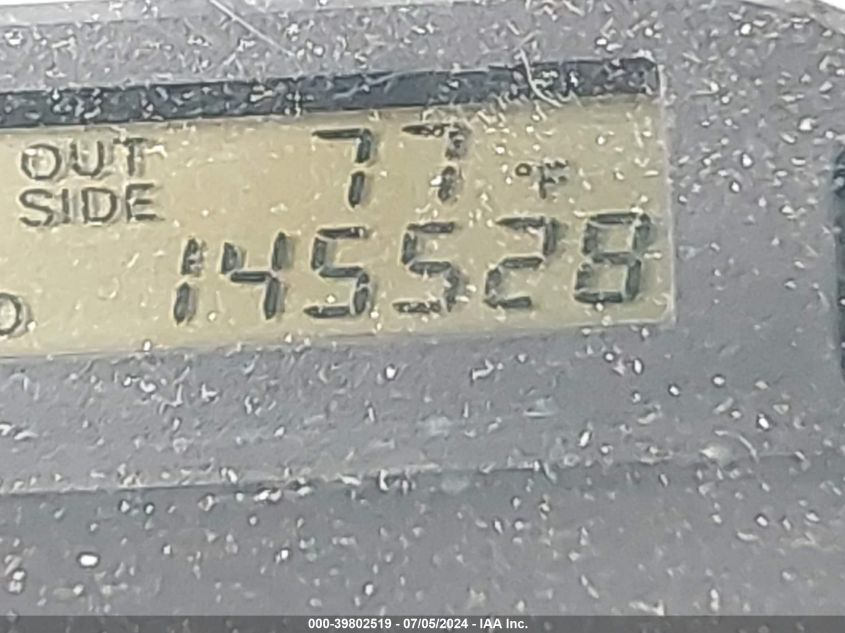 OUT 77 °F
SIDE
145528
000-39802519 - 07/05/2024 - IAA Inc.